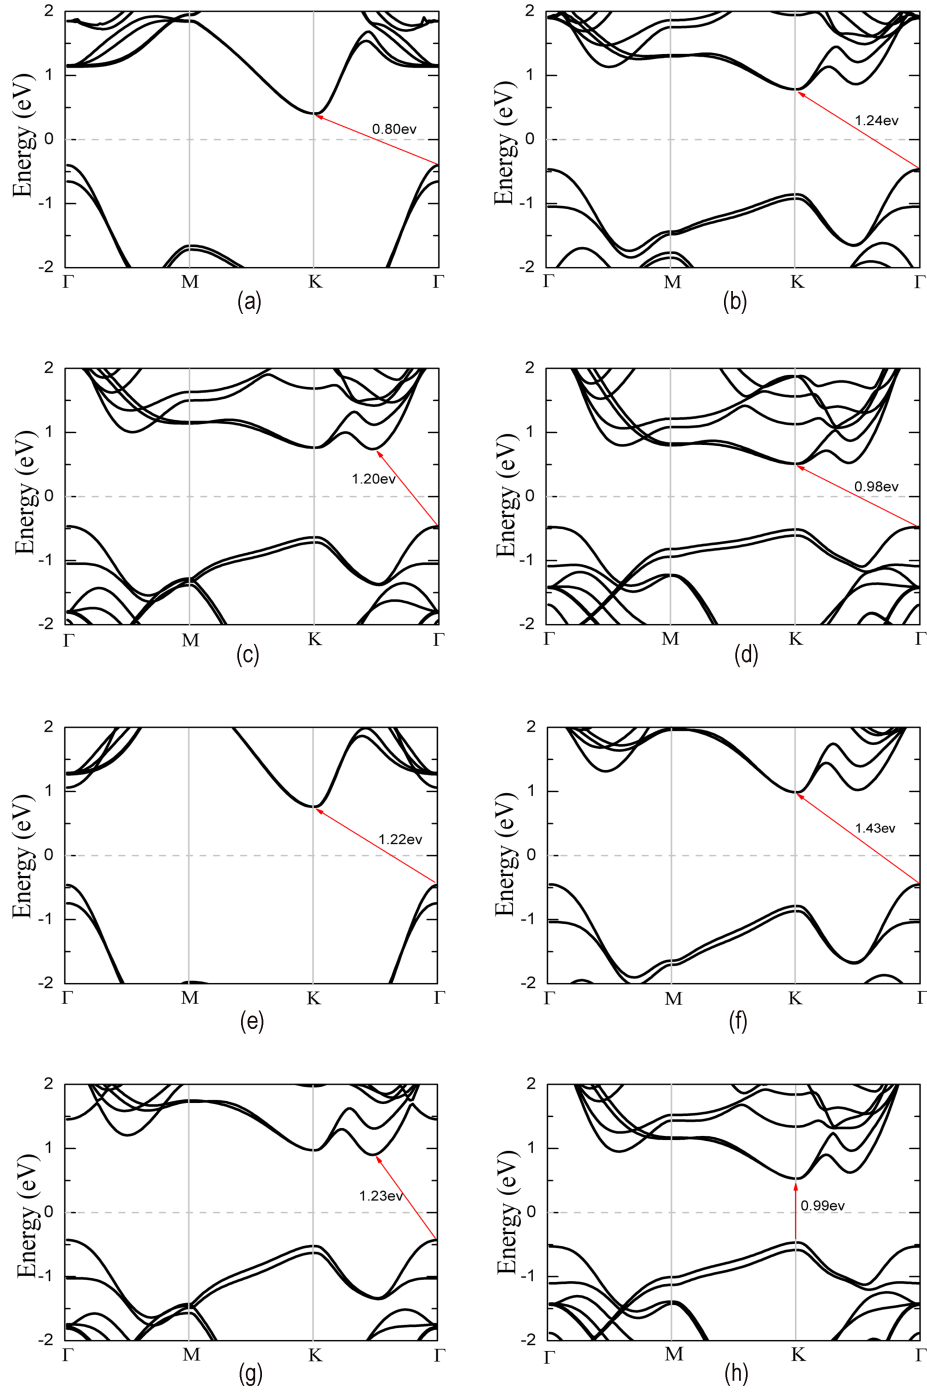 2 2
1 1
0 0
-1 -1
-2 -2
Energy (eV) Energy (eV)
0.80ev 1.24ev
Γ M K Γ Γ M K Γ
(a) (b)
2 2
1 1
0 0
-1 -1
-2 -2
Energy (eV) Energy (eV)
1.20ev 0.98ev
Γ M K Γ Γ M K Γ
(c) (d)
2 2
1 1
0 0
-1 -1
-2 -2
Energy (eV) Energy (eV)
1.22ev 1.43ev
Γ M K Γ Γ M K Γ
(e) (f)
2 2
1 1
0 0
-1 -1
-2 -2
Energy (eV) Energy (eV)
1.23ev 0.99ev
Γ M K Γ Γ M K Γ
(g) (h)